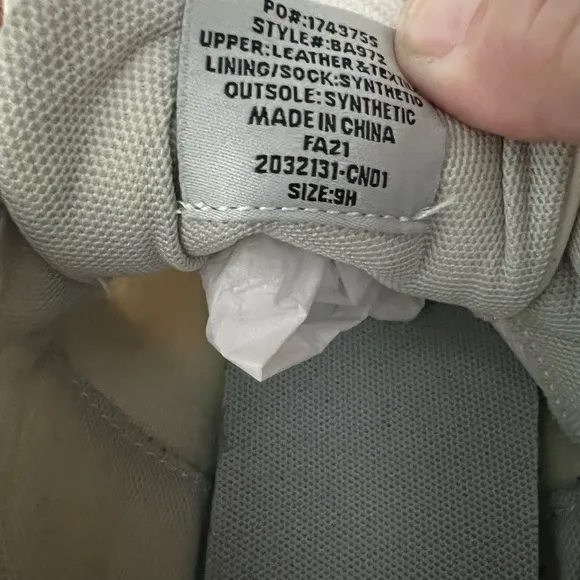 PO#:1743755
STYLE#:BA972
UPPER:LEATHER&TEXTIL
LINING/SOCK:SYNTHETIC
OUTSOLE:SYNTHETIC
MADE IN CHINA
FA21
2032131-CN01
SIZE:9H